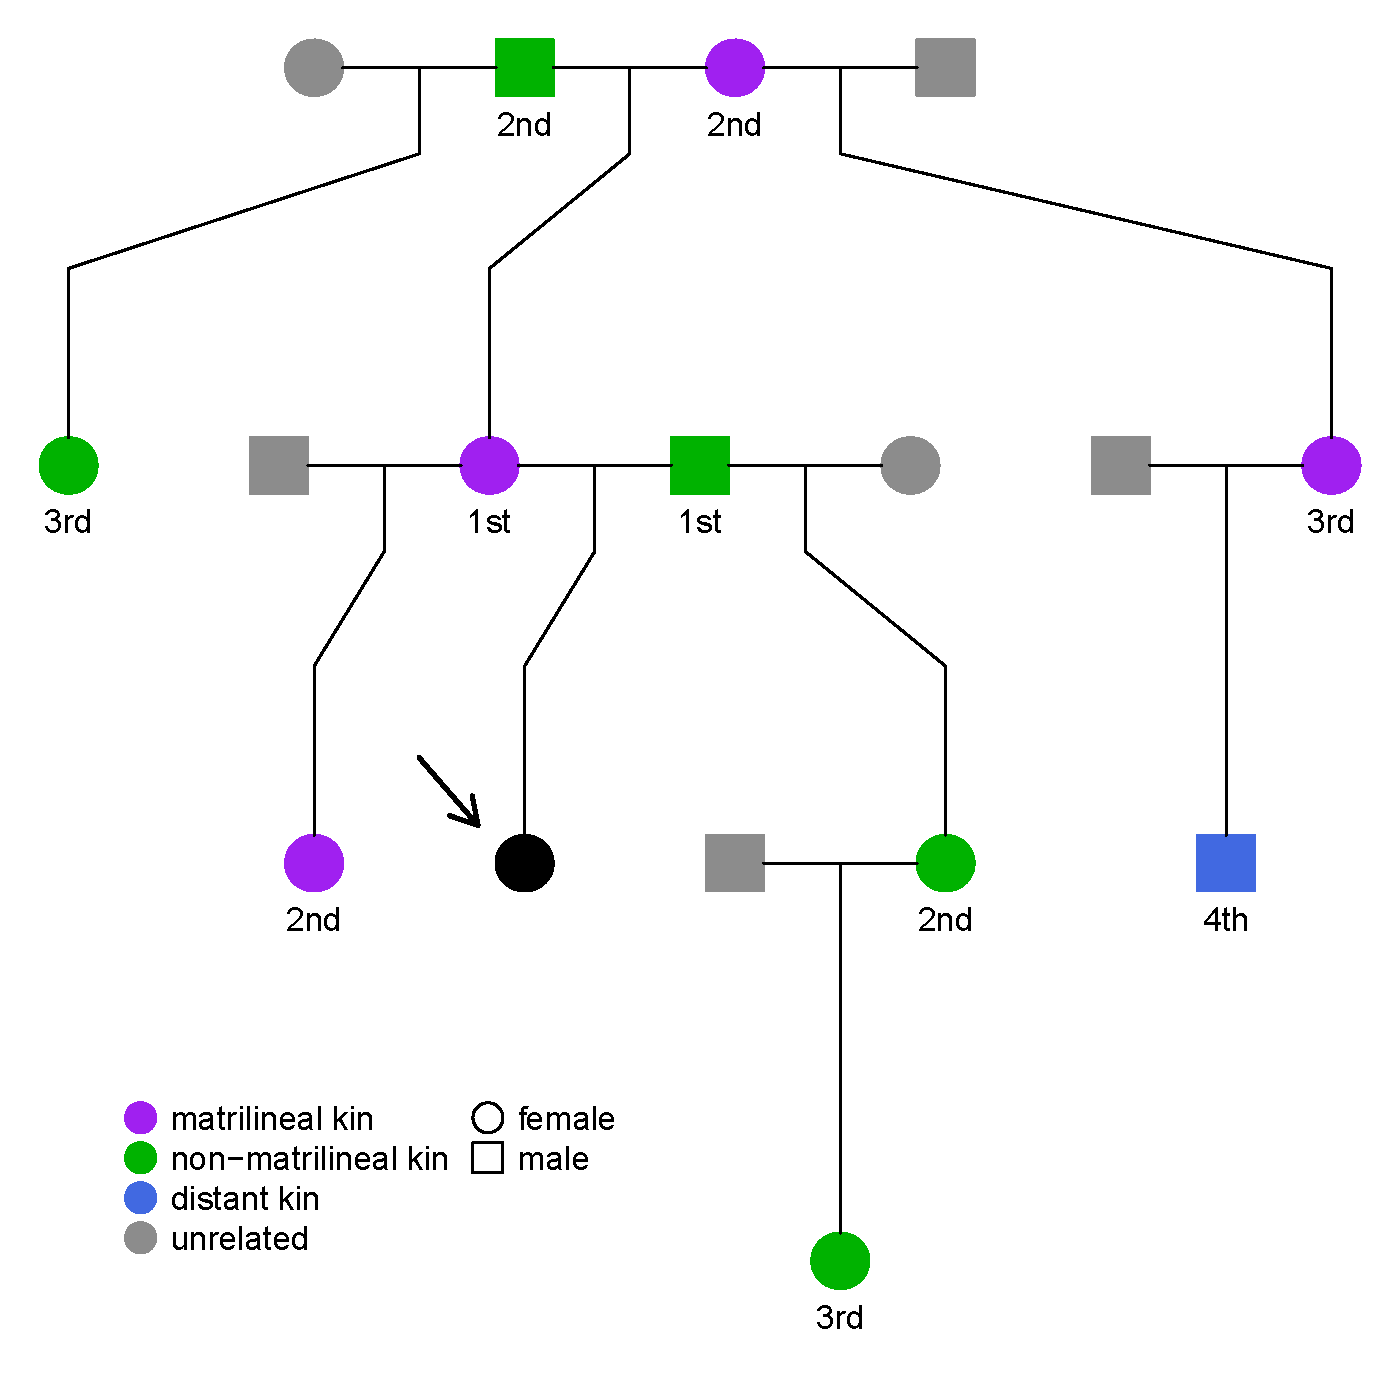 2nd 2nd
3rd 1st 1st 3rd
2nd 2nd 4th
matrilineal kin female
non−matrilineal kin male
distant kin
unrelated
3rd